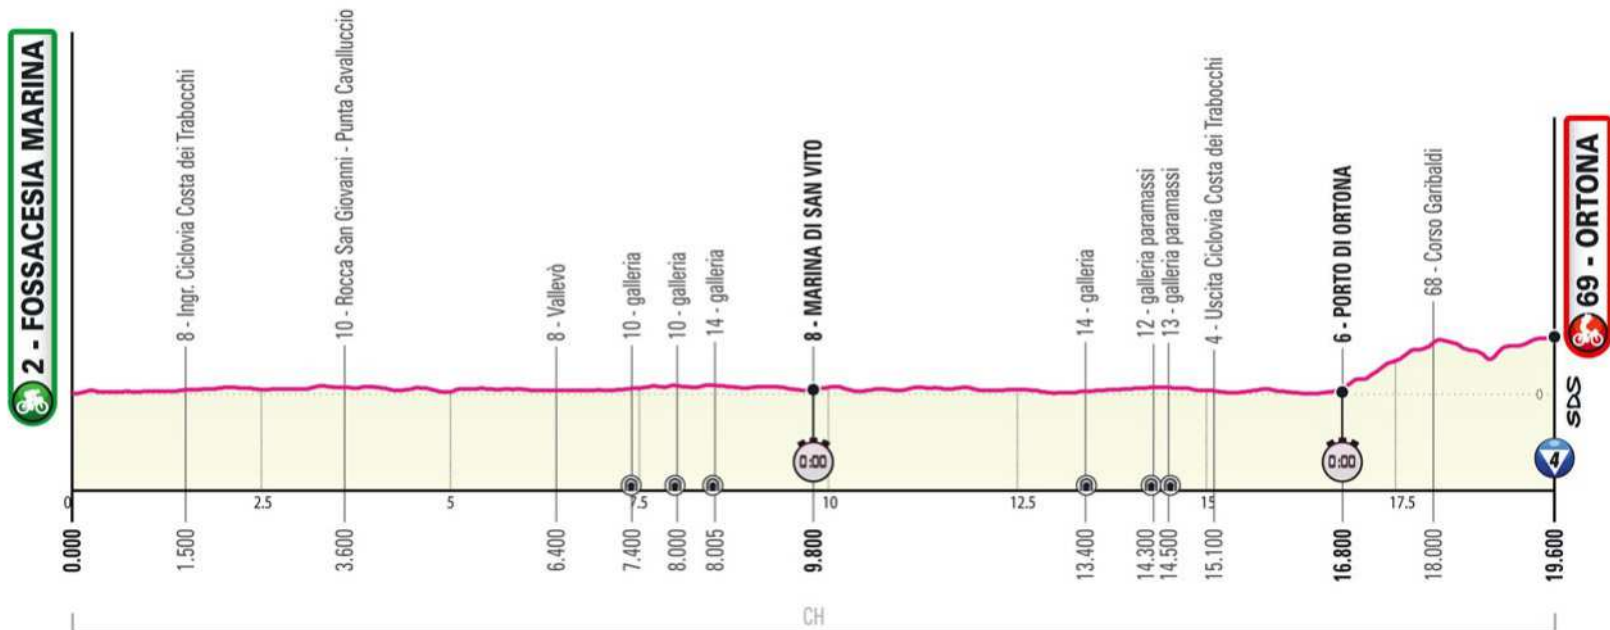 2 - FOSSACESIA MARINA
8 - Ingr. Ciclovia Costa dei Trabocchi
10 - Rocca San Giovanni - Punta Cavalluccio
8 - Vallevò
10 - galleria
10 - galleria
14 - galleria
8 - MARINA DI SAN VITO
14 - galleria
12 - galleria paramassi
13 - galleria paramassi
4 - Uscita Ciclovia Costa dei Trabocchi
6 - PORTO DI ORTONA
68 - Corso Garibaldi
69 - ORTONA
0
SDS
0:00
0:00
4
0
2.5
5
7.5
10
12.5
15
17.5
0.000
1.500
3.600
6.400
7.400
8.000
8.005
9.800
13.400
14.300
14.500
15.100
16.800
18.000
19.600
CH